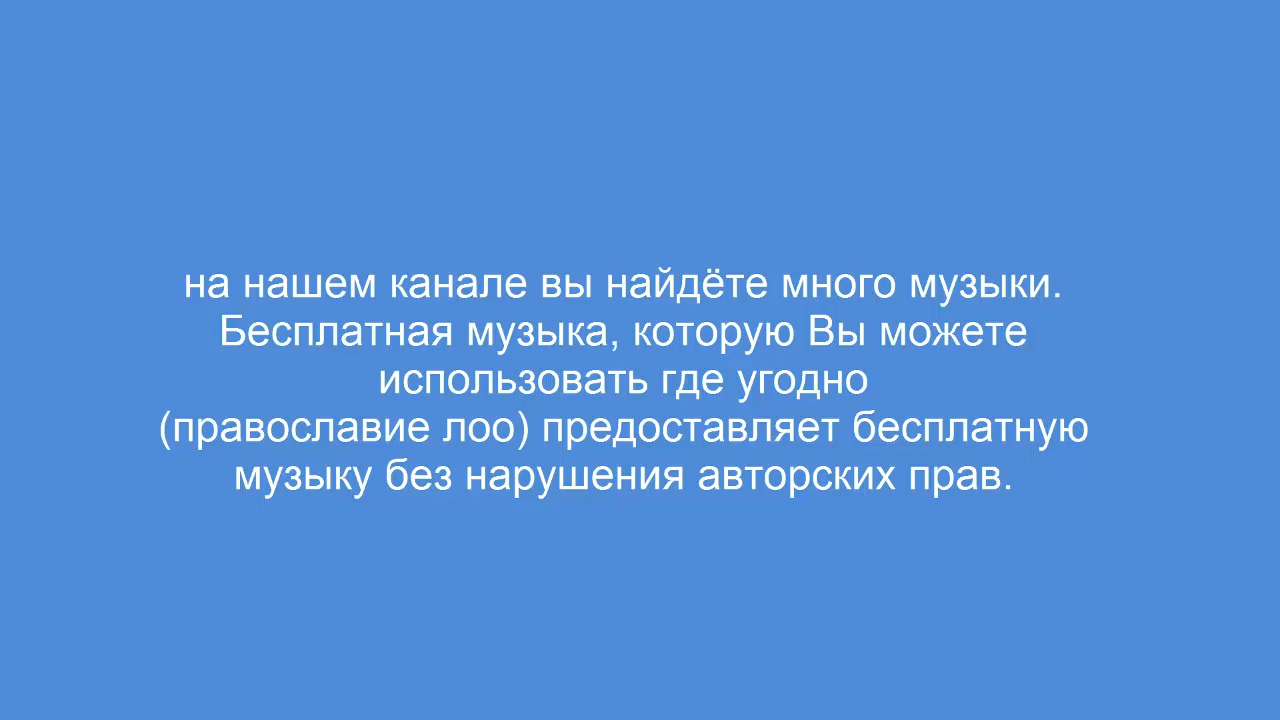 на нашем канале вы найдёте много музыки.
Бесплатная музыка, которую Вы можете
использовать где угодно
(православие лоо) предоставляет бесплатную
музыку без нарушения авторских прав.